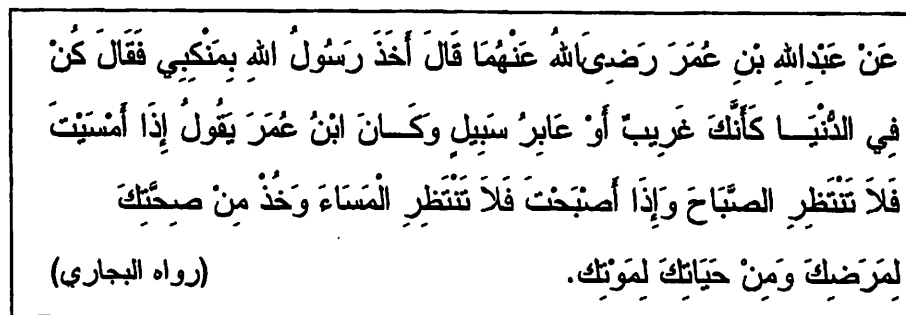 عَنْ عَبْدِاللهِ بْنِ عُمَرَ رَضِىَاللهُ عَنْهُمَا قَالَ أَخَذَ رَسُولُ اللهِ بِمَنْكِبِي فَقَالَ كُنْ
فِي الدُّنْيَا كَأَنَّكَ غَرِيبٌ أَوْ عَابِرُ سَبِيلٍ وَكَانَ ابْنُ عُمَرَ يَقُولُ إِذَا أَمْسَيْتَ
فَلاَ تَنْتَظِرِ الصَّبَاحَ وَإِذَا أَصْبَحْتَ فَلاَ تَنْتَظِرِ الْمَسَاءَ وَخُذْ مِنْ صِحَّتِكَ
لِمَرَضِكَ وَمِنْ حَيَاتِكَ لِمَوْتِكَ. (رواه البجاري)